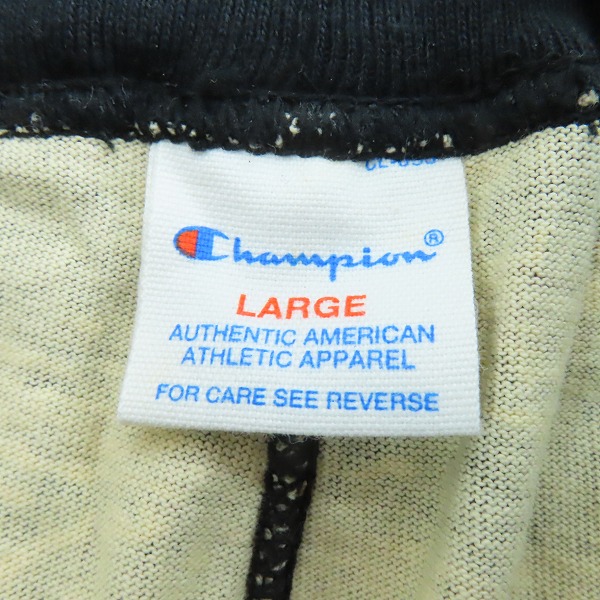 Champion®
LARGE
AUTHENTIC AMERICAN
ATHLETIC APPAREL
FOR CARE SEE REVERSE